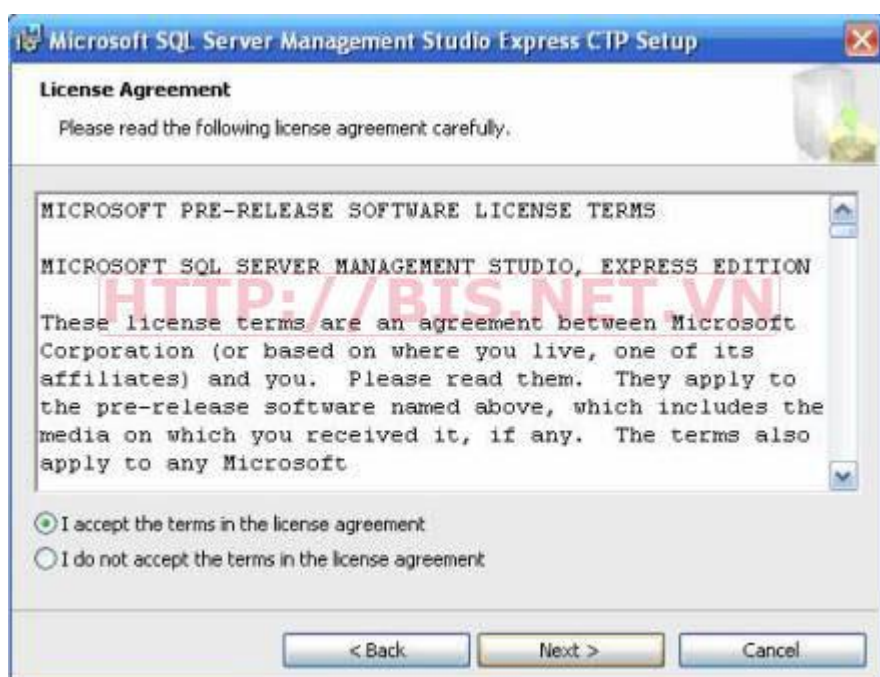 Microsoft SQL Server Management Studio Express CTP Setup
License Agreement
Please read the following license agreement carefully.
MICROSOFT PRE-RELEASE SOFTWARE LICENSE TERMS
MICROSOFT SQL SERVER MANAGEMENT STUDIO, EXPRESS EDITION
HTTP://BIS.NET.VN
These license terms are an agreement between Microsoft
Corporation (or based on where you live, one of its
affiliates) and you.  Please read them.  They apply to
the pre-release software named above, which includes the
media on which you received it, if any.  The terms also
apply to any Microsoft
I accept the terms in the license agreement
I do not accept the terms in the license agreement
< Back
Next >
Cancel